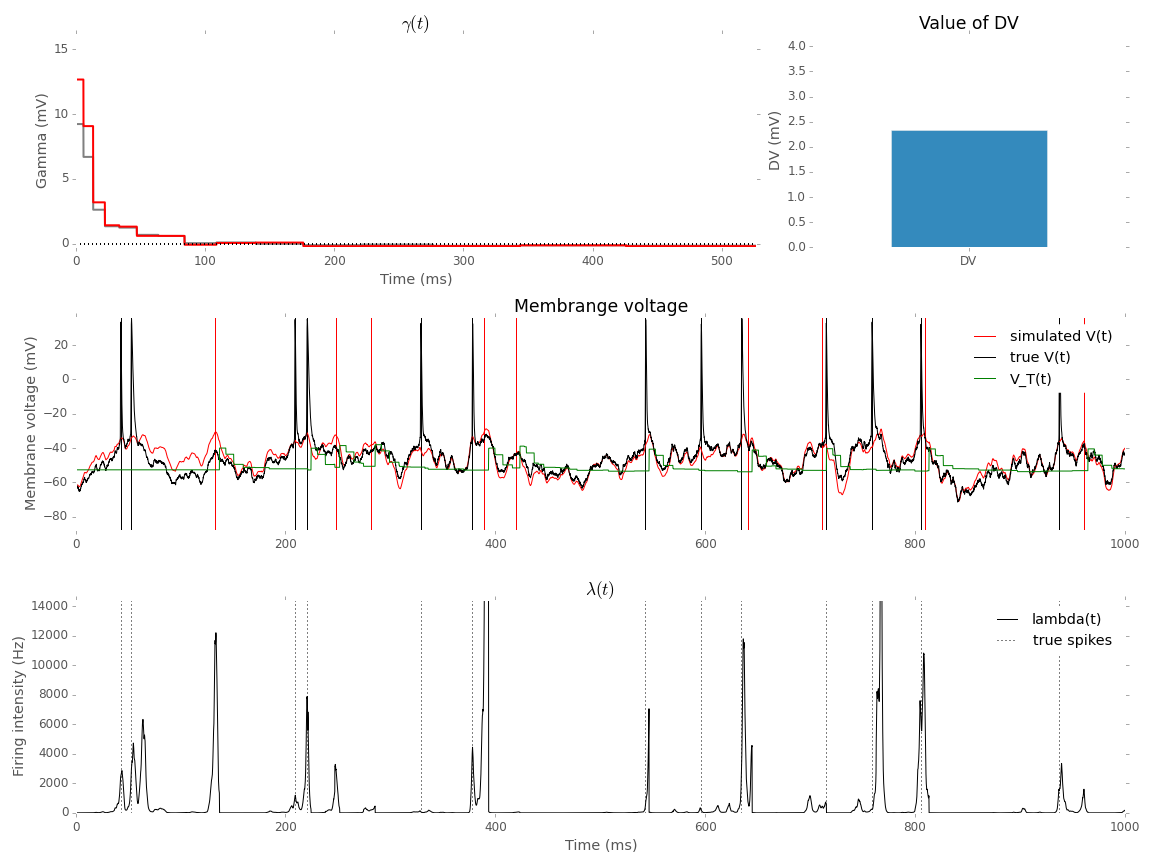 γ(t)
Value of DV
15
10
5
0
Gamma (mV)
0 100 200 300 400 500
Time (ms)
4.0
3.5
3.0
2.5
2.0
1.5
1.0
0.5
0.0
DV (mV)
DV
Membrange voltage
20
0
−20
−40
−60
−80
Membrane voltage (mV)
simulated V(t)
true V(t)
V_T(t)
0 200 400 600 800 1000
λ(t)
14000
12000
10000
8000
6000
4000
2000
0
Firing intensity (Hz)
lambda(t)
true spikes
0 200 400 600 800 1000
Time (ms)